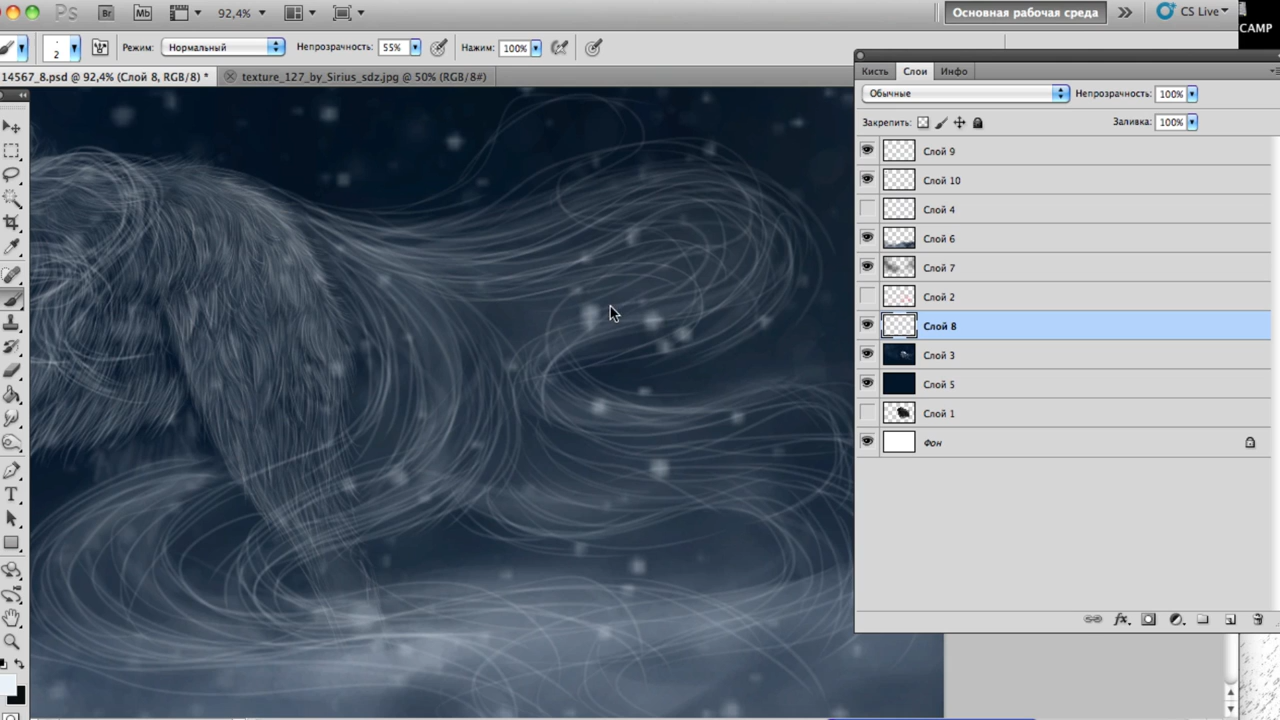 Ps Br Mb 92,4% Основная рабочая среда CS Live
CAMP
2 Режим: Нормальный Непрозрачность: 55% Нажим: 100%
14567_8.psd @ 92,4% (Слой 8, RGB/8) * texture_127_by_Sirius_sdz.jpg @ 50% (RGB/8#)
Кисть Слои Инфо
Обычные Непрозрачность: 100%
Закрепить: Заливка: 100%
Слой 9
Слой 10
Слой 4
Слой 6
Слой 7
Слой 2
Слой 8
Слой 3
Слой 5
Слой 1
Фон